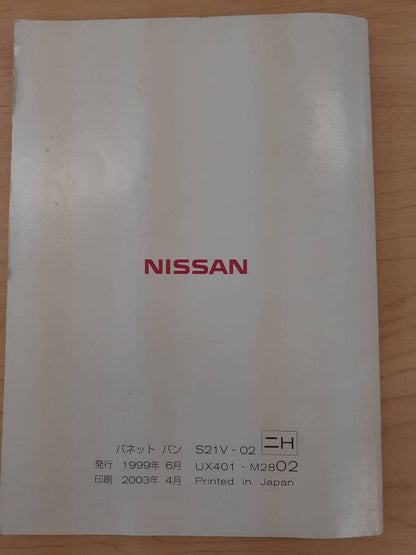 NISSAN
バネット バン S21V - 02 ニH
発行 1999年 6月 UX401 - M2802
印刷 2003年 4月 Printed in Japan